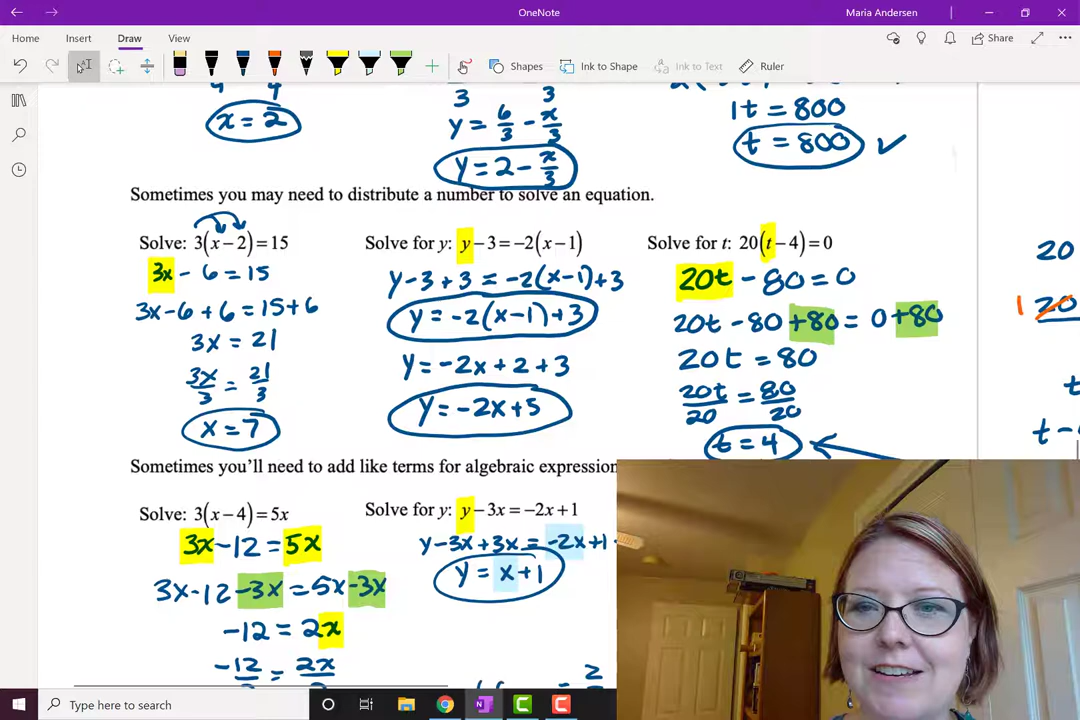 OneNote
Maria Andersen
Home Insert Draw View
Share
Shapes Ink to Shape Ink to Text Ruler
4 4
x = 2
3 3
y = 6/3 - x/3
y = 2 - x/3
1t = 800
t = 800 ✓
Sometimes you may need to distribute a number to solve an equation.
Solve: 3(x−2)=15
3x - 6 = 15
3x - 6 + 6 = 15 + 6
3x = 21
3x/3 = 21/3
x = 7
Solve for y: y−3=−2(x−1)
y - 3 + 3 = -2(x-1) + 3
y = -2(x-1) + 3
y = -2x + 2 + 3
y = -2x + 5
Solve for t: 20(t−4)=0
20t - 80 = 0
20t - 80 + 80 = 0 + 80
20t = 80
20t/20 = 80/20
t = 4
20
1 20
t
t -
Sometimes you'll need to add like terms for algebraic expression
Solve: 3(x−4)=5x
3x - 12 = 5x
3x - 12 - 3x = 5x - 3x
-12 = 2x
-12 = 2x
Solve for y: y−3x=−2x+1
y - 3x + 3x = -2x + 1
y = x + 1
2
Type here to search